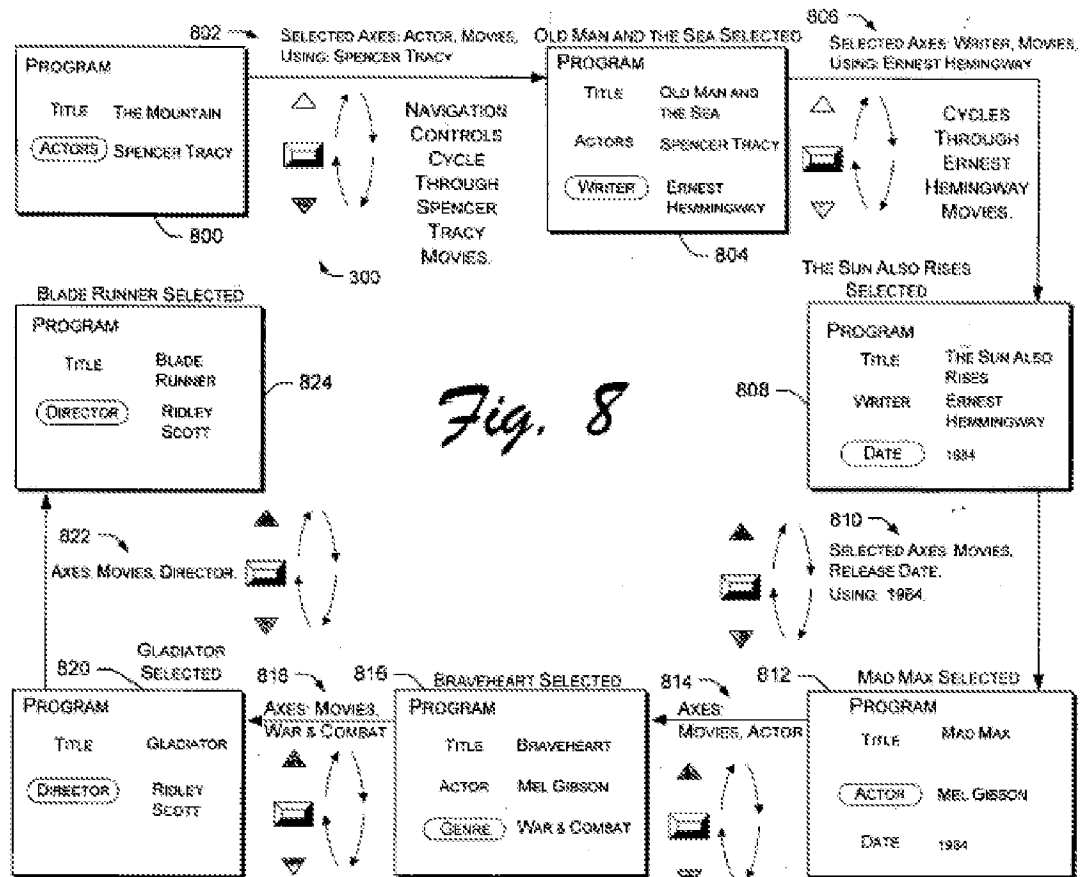 802
SELECTED AXES: ACTOR, MOVIES,
USING: SPENCER TRACY
PROGRAM
TITLE THE MOUNTAIN
ACTORS SPENCER TRACY
800
NAVIGATION
CONTROLS
CYCLE
THROUGH
SPENCER
TRACY
MOVIES.
300
OLD MAN AND THE SEA SELECTED
PROGRAM
TITLE OLD MAN AND
THE SEA
ACTORS SPENCER TRACY
WRITER ERNEST
HEMMINGWAY
804
806
SELECTED AXES: WRITER, MOVIES,
USING: ERNEST HEMINGWAY
CYCLES
THROUGH
ERNEST
HEMINGWAY
MOVIES.
THE SUN ALSO RISES
SELECTED
PROGRAM
TITLE THE SUN ALSO
RISES
WRITER ERNEST
HEMMINGWAY
DATE 1984
808
810
SELECTED AXES: MOVIES,
RELEASE DATE.
USING: 1984.
812
MAD MAX SELECTED
PROGRAM
TITLE MAD MAX
ACTOR MEL GIBSON
DATE 1984
814
AXES:
MOVIES, ACTOR
816
BRAVEHEART SELECTED
PROGRAM
TITLE BRAVEHEART
ACTOR MEL GIBSON
GENRE WAR & COMBAT
818
AXES: MOVIES,
WAR & COMBAT
820
GLADIATOR
SELECTED
PROGRAM
TITLE GLADIATOR
DIRECTOR RIDLEY
SCOTT
822
AXES: MOVIES, DIRECTOR.
BLADE RUNNER SELECTED
PROGRAM
TITLE BLADE
RUNNER
DIRECTOR RIDLEY
SCOTT
824
Fig. 8